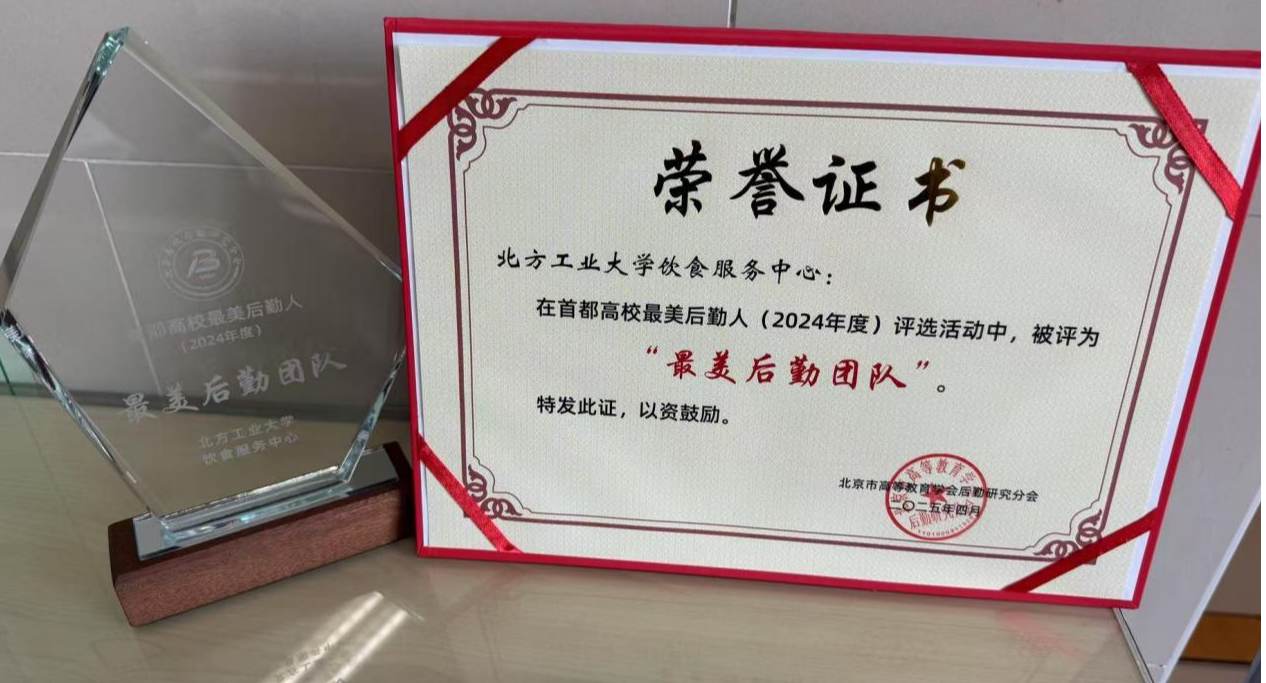 都高校最美后勤人
（2024年度）
最美后勤团队
北方工业大学
饮食服务中心
荣誉证书
北方工业大学饮食服务中心：
在首都高校最美后勤人（2024年度）评选活动中，被评为
“最美后勤团队”。
特发此证，以资鼓励。
北京市高等教育学会后勤研究分会
二〇二五年四月